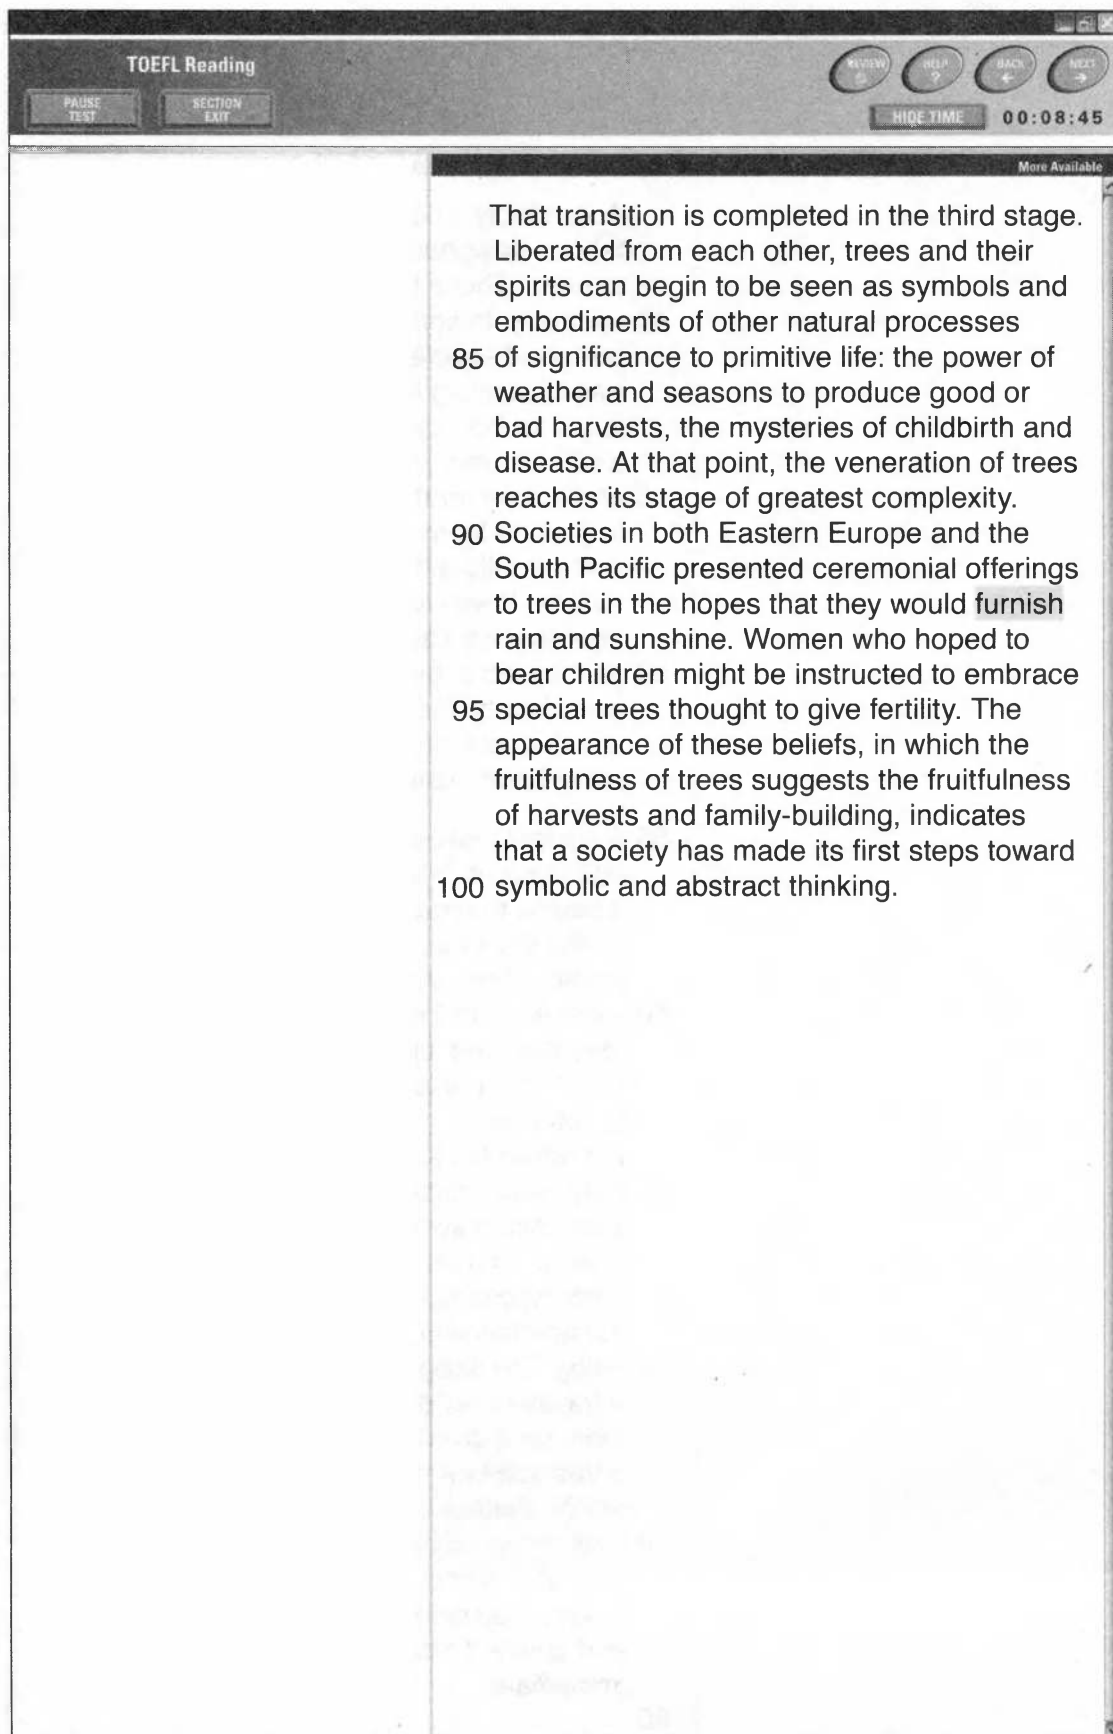 TOEFL Reading
PAUSE TEST
SECTION EXIT
REVIEW
HELP
?
BACK
NEXT
HIDE TIME
00:08:45
More Available
That transition is completed in the third stage.
Liberated from each other, trees and their
spirits can begin to be seen as symbols and
embodiments of other natural processes
85 of significance to primitive life: the power of
weather and seasons to produce good or
bad harvests, the mysteries of childbirth and
disease. At that point, the veneration of trees
reaches its stage of greatest complexity.
90 Societies in both Eastern Europe and the
South Pacific presented ceremonial offerings
to trees in the hopes that they would furnish
rain and sunshine. Women who hoped to
bear children might be instructed to embrace
95 special trees thought to give fertility. The
appearance of these beliefs, in which the
fruitfulness of trees suggests the fruitfulness
of harvests and family-building, indicates
that a society has made its first steps toward
100 symbolic and abstract thinking.